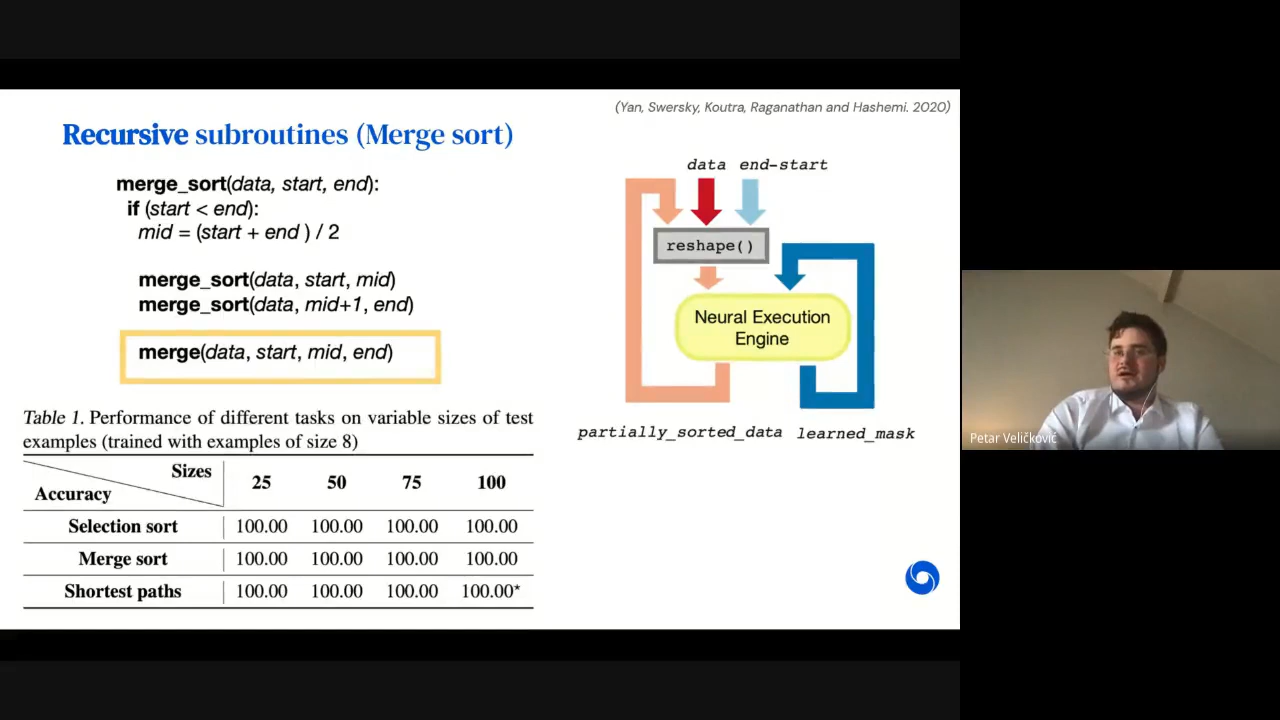 (Yan, Swersky, Koutra, Raganathan and Hashemi. 2020)
Recursive subroutines (Merge sort)
merge_sort(data, start, end):
if (start < end):
mid = (start + end ) / 2
merge_sort(data, start, mid)
merge_sort(data, mid+1, end)
merge(data, start, mid, end)
Table 1. Performance of different tasks on variable sizes of test
examples (trained with examples of size 8)
Sizes
Accuracy
25 50 75 100
Selection sort 100.00 100.00 100.00 100.00
Merge sort 100.00 100.00 100.00 100.00
Shortest paths 100.00 100.00 100.00 100.00*
data end-start
reshape()
Neural Execution
Engine
partially_sorted_data learned_mask
Petar Veličković